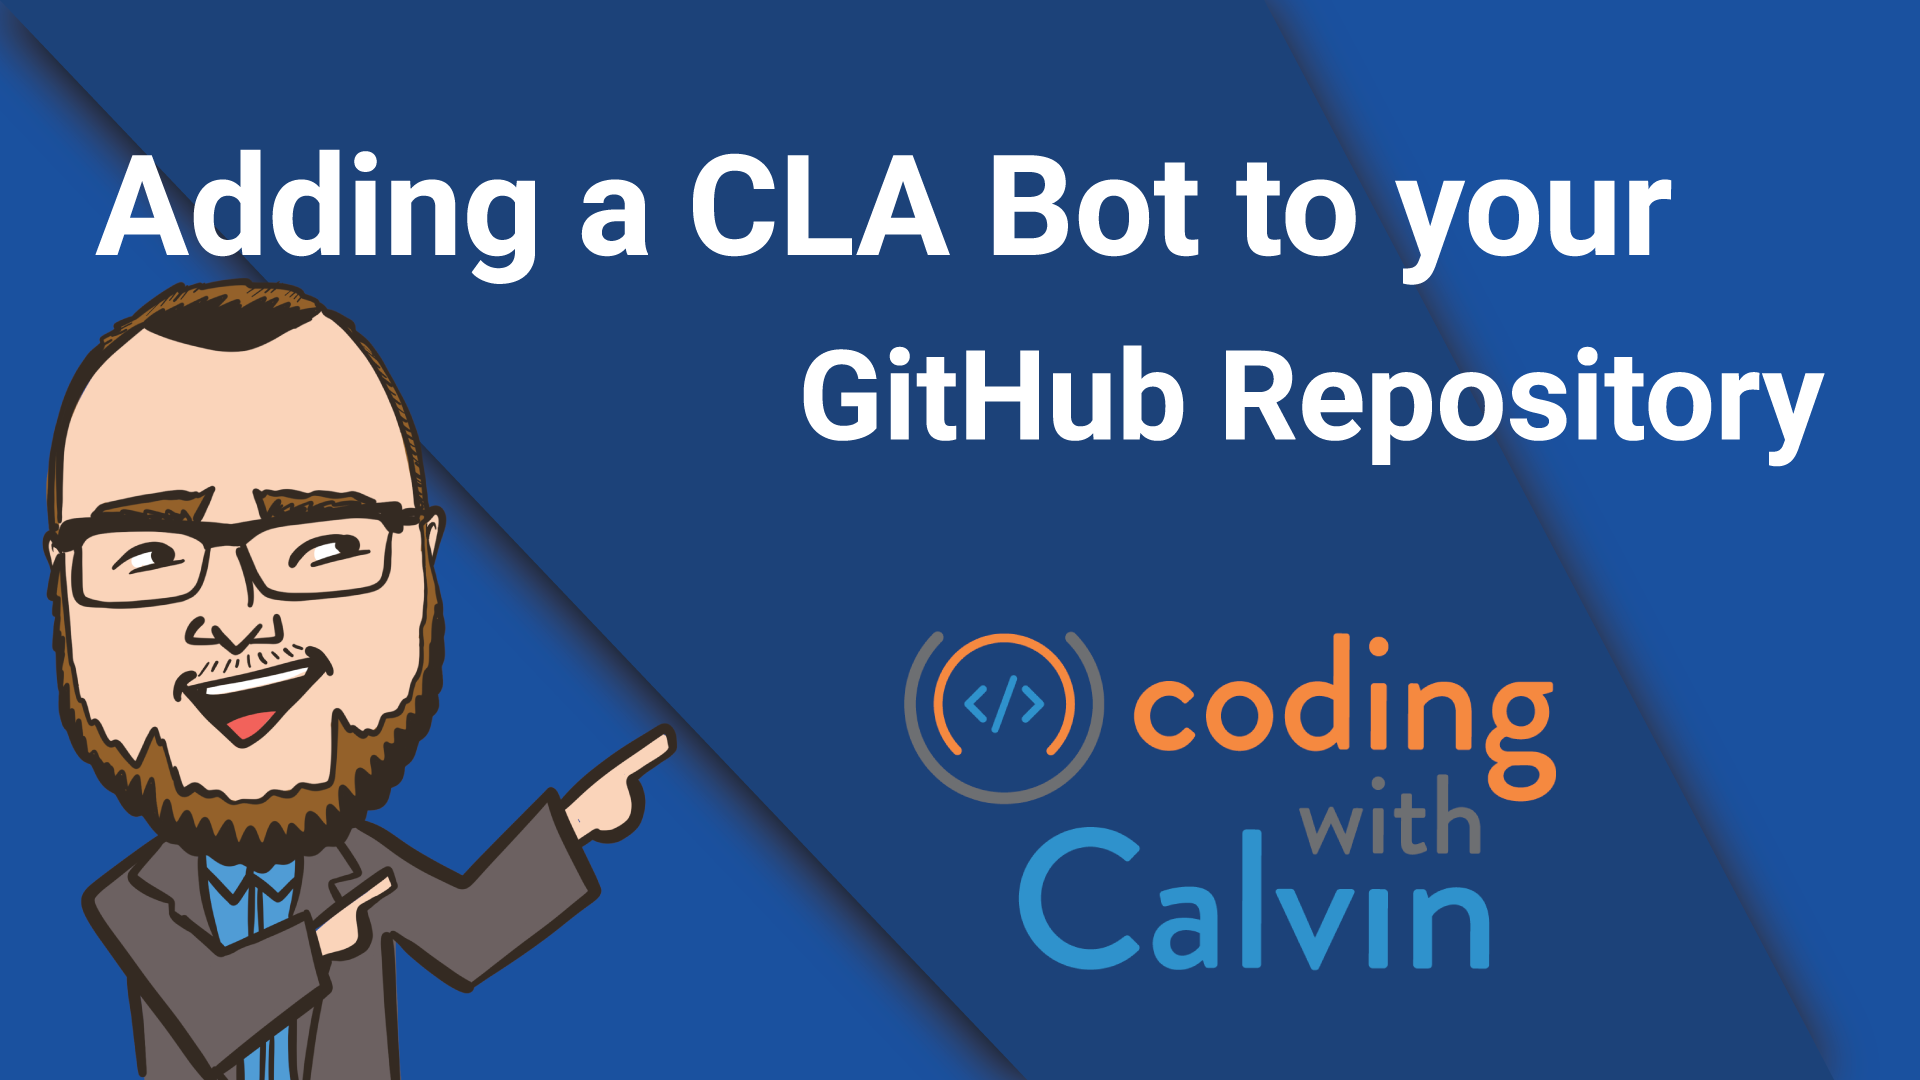 Adding a CLA Bot to your
GitHub Repository
</>
coding
with
Calvin